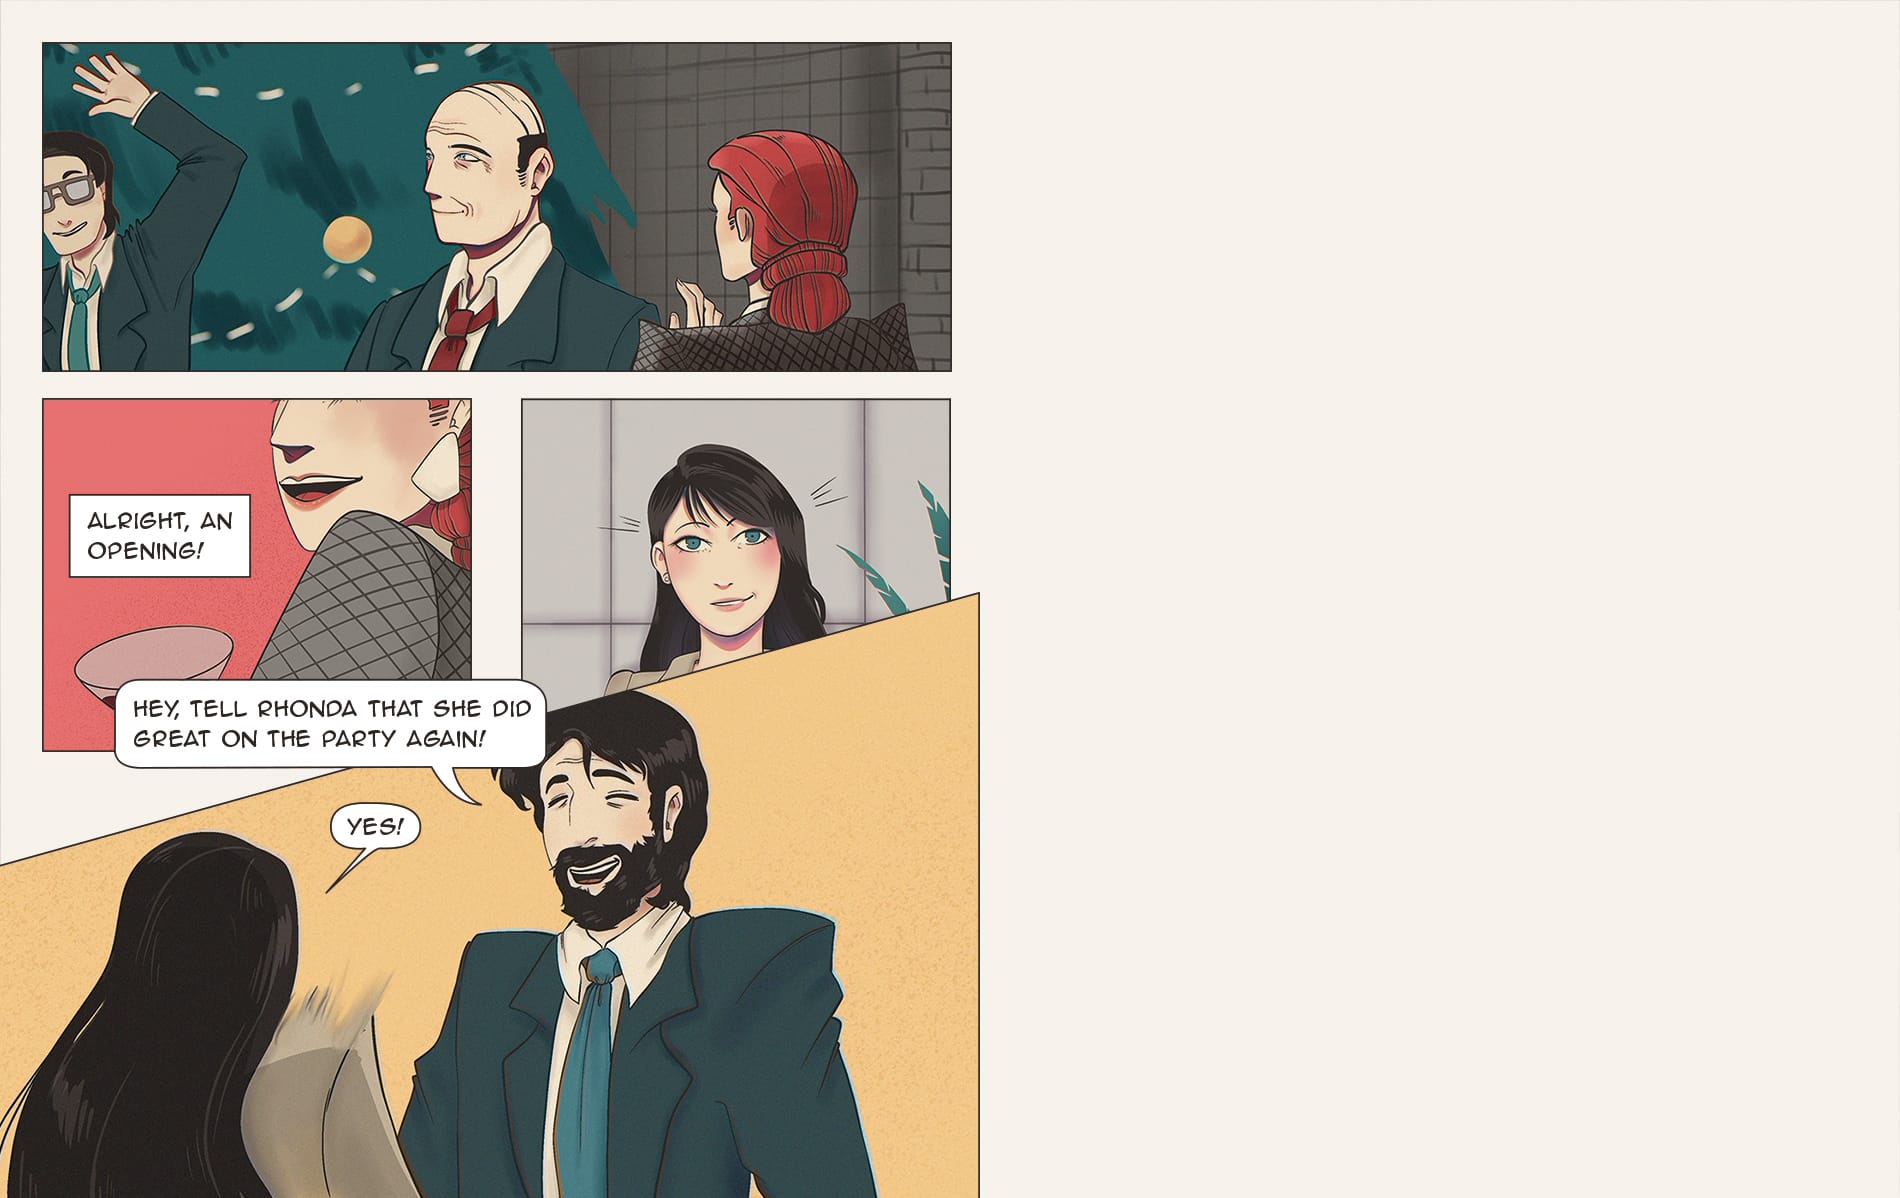 ALRIGHT, AN
OPENING!
HEY, TELL RHONDA THAT SHE DID
GREAT ON THE PARTY AGAIN!
YES!